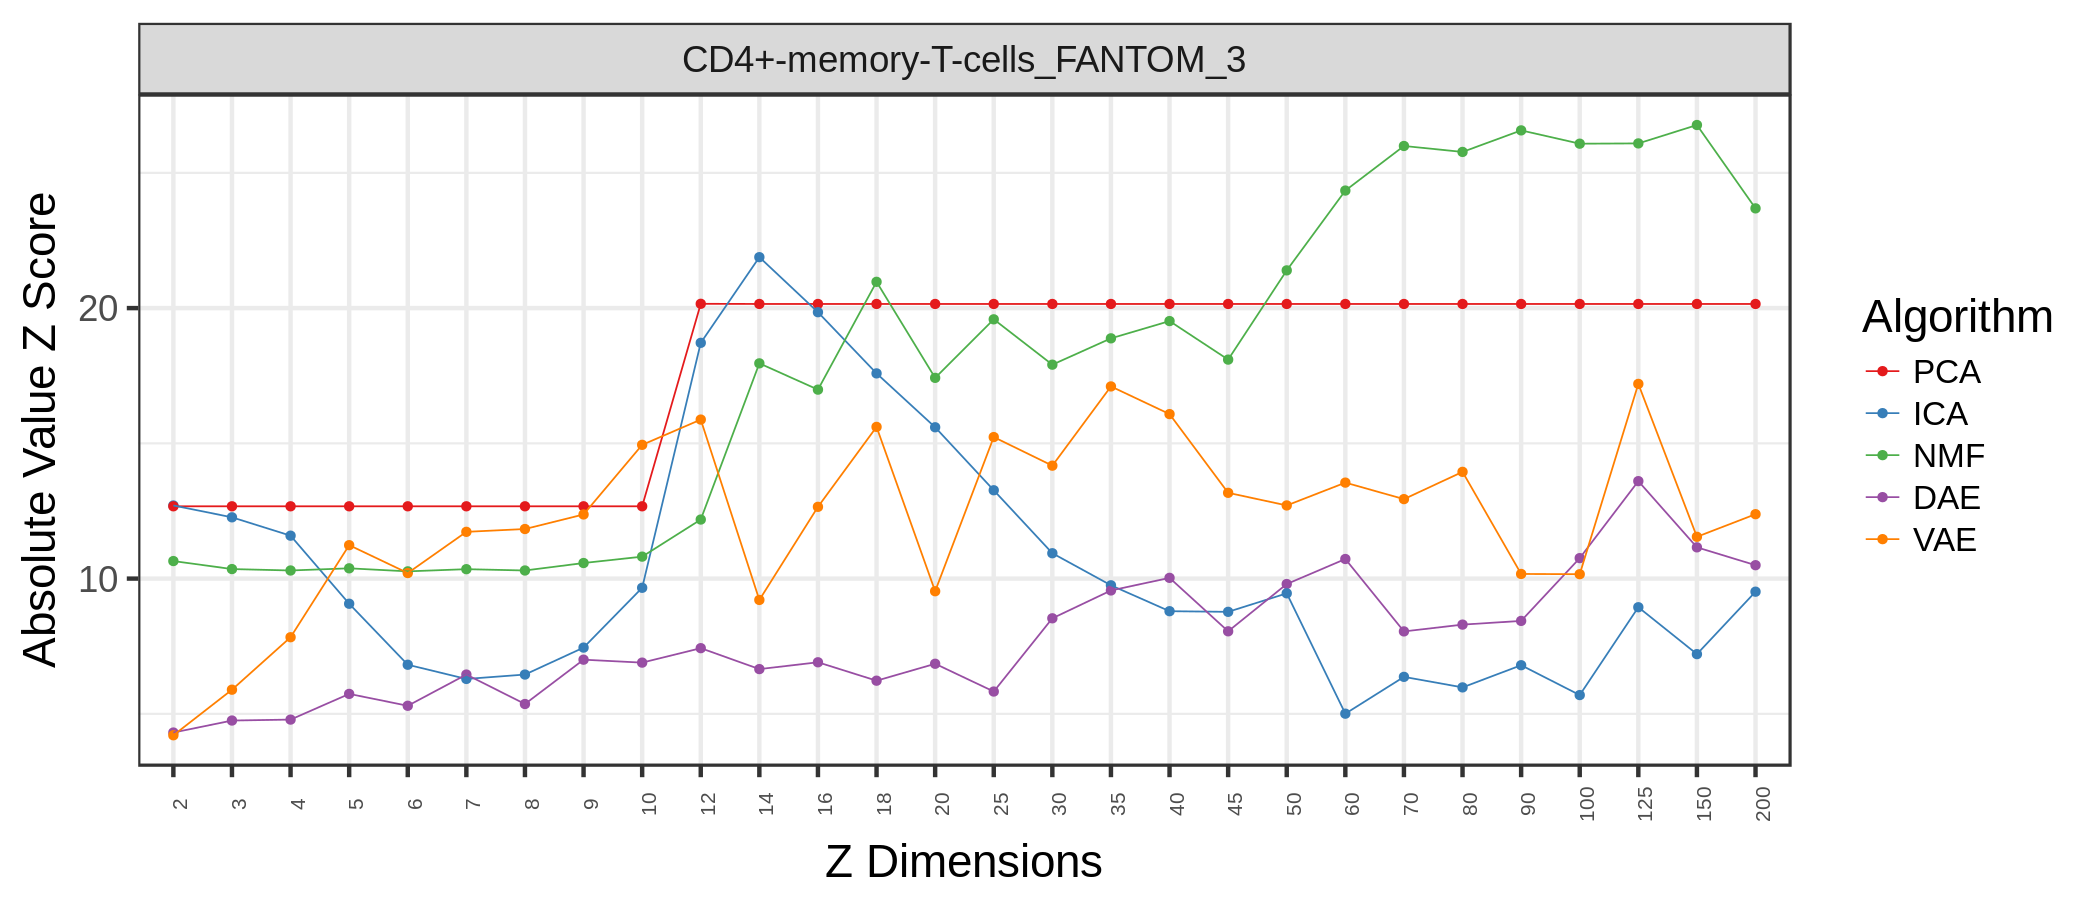 CD4+-memory-T-cells_FANTOM_3
Absolute Value Z Score
20
10
2 3 4 5 6 7 8 9 10 12 14 16 18 20 25 30 35 40 45 50 60 70 80 90 100 125 150 200
Z Dimensions
Algorithm
PCA
ICA
NMF
DAE
VAE